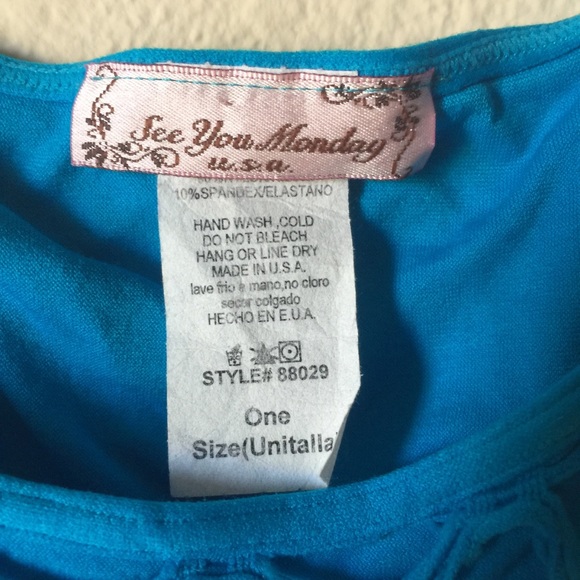 See You Monday
u.s.a.
10%SPANDEX/ELASTANO
HAND WASH ,COLD
DO NOT BLEACH
HANG OR LINE DRY
MADE IN U.S.A.
lave frio a mano,no cloro
secar colgado
HECHO EN E.U.A.
STYLE# 88029
One
Size(Unitalla